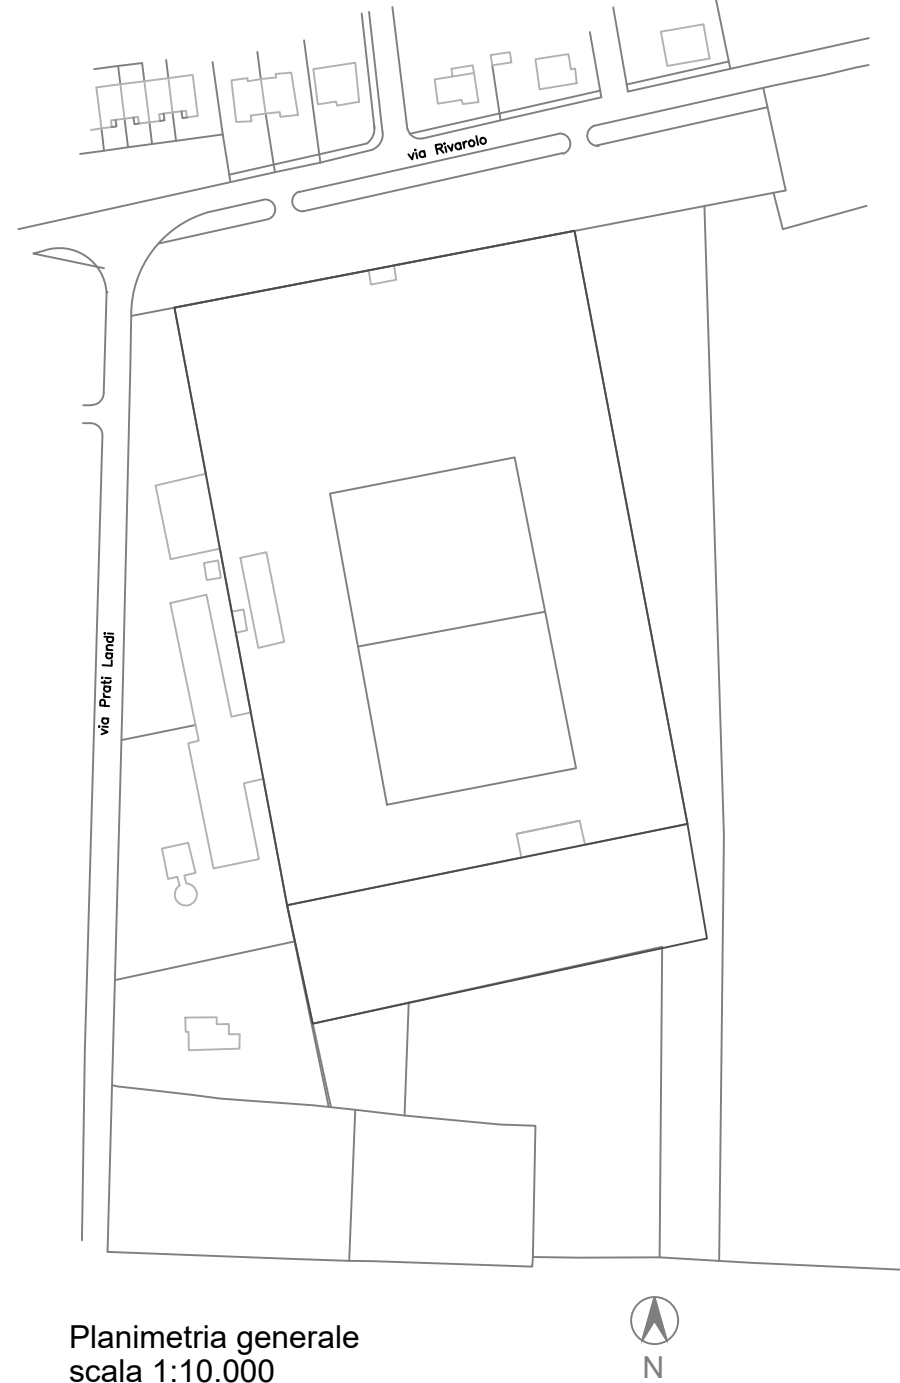 via Rivarolo
via Prati Landi
Planimetria generale
scala 1:10.000
N